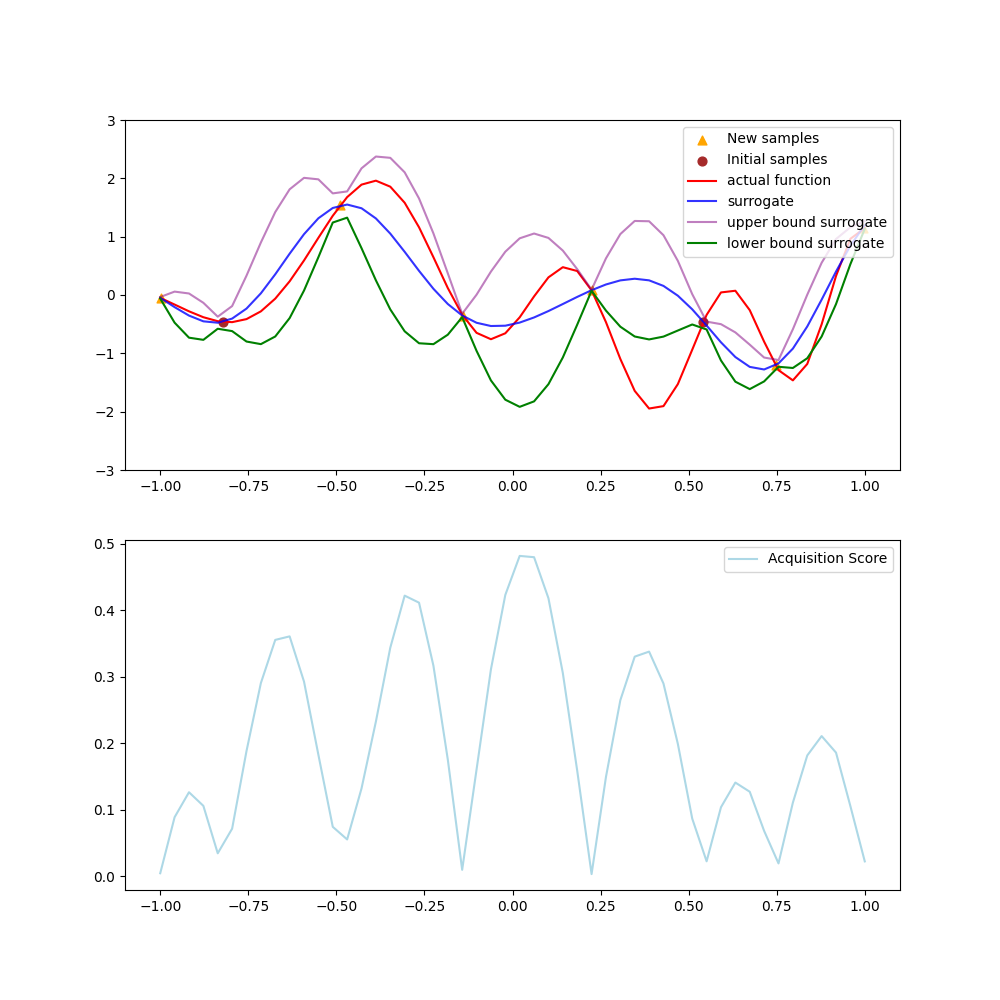 3
2
1
0
−1
−2
−3
New samples
Initial samples
actual function
surrogate
upper bound surrogate
lower bound surrogate
−1.00 −0.75 −0.50 −0.25 0.00 0.25 0.50 0.75 1.00
0.5
0.4
0.3
0.2
0.1
0.0
Acquisition Score
−1.00 −0.75 −0.50 −0.25 0.00 0.25 0.50 0.75 1.00